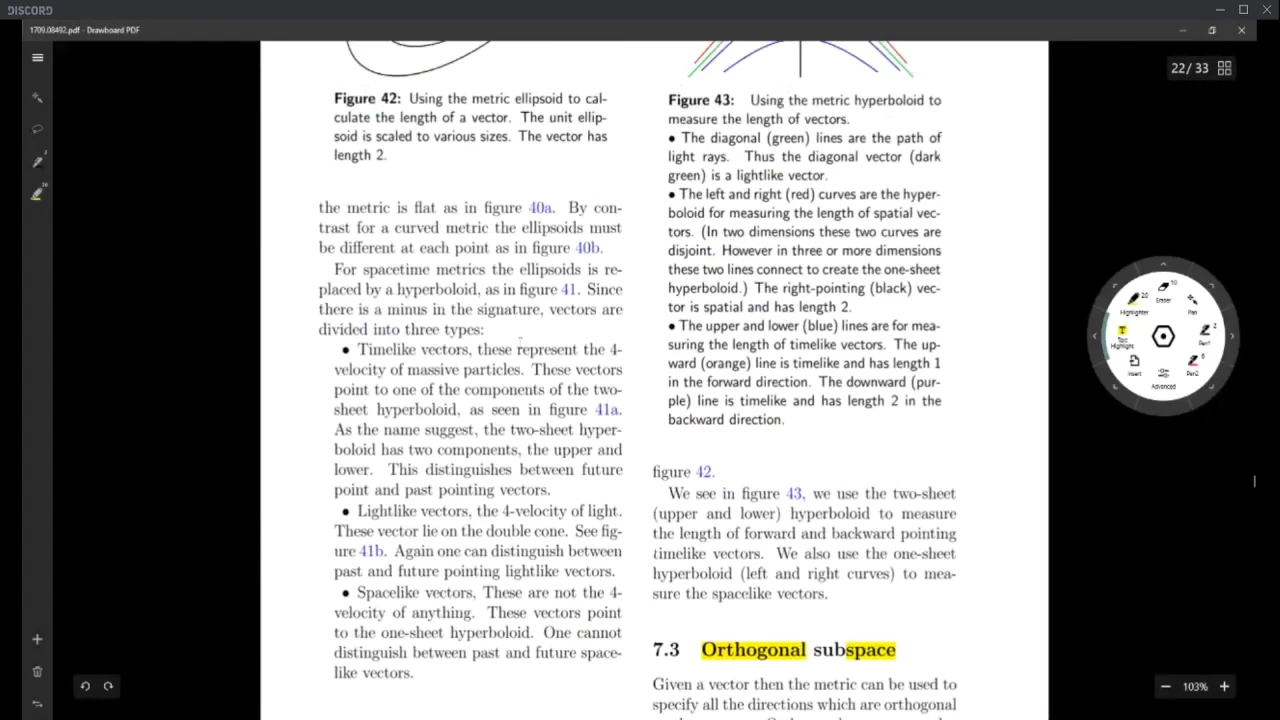 DISCORD
1709.08492.pdf - Drawboard PDF
22/ 33
Figure 42: Using the metric ellipsoid to cal-
culate the length of a vector. The unit ellip-
soid is scaled to various sizes. The vector has
length 2.
the metric is flat as in figure 40a. By con-
trast for a curved metric the ellipsoids must
be different at each point as in figure 40b.
For spacetime metrics the ellipsoids is re-
placed by a hyperboloid, as in figure 41. Since
there is a minus in the signature, vectors are
divided into three types:
• Timelike vectors, these represent the 4-
velocity of massive particles. These vectors
point to one of the components of the two-
sheet hyperboloid, as seen in figure 41a.
As the name suggest, the two-sheet hyper-
boloid has two components, the upper and
lower. This distinguishes between future
point and past pointing vectors.
• Lightlike vectors, the 4-velocity of light.
These vector lie on the double cone. See fig-
ure 41b. Again one can distinguish between
past and future pointing lightlike vectors.
• Spacelike vectors, These are not the 4-
velocity of anything. These vectors point
to the one-sheet hyperboloid. One cannot
distinguish between past and future space-
like vectors.
Figure 43: Using the metric hyperboloid to
measure the length of vectors.
• The diagonal (green) lines are the path of
light rays. Thus the diagonal vector (dark
green) is a lightlike vector.
• The left and right (red) curves are the hyper-
boloid for measuring the length of spatial vec-
tors. (In two dimensions these two curves are
disjoint. However in three or more dimensions
these two lines connect to create the one-sheet
hyperboloid.) The right-pointing (black) vec-
tor is spatial and has length 2.
• The upper and lower (blue) lines are for mea-
suring the length of timelike vectors. The up-
ward (orange) line is timelike and has length 1
in the forward direction. The downward (pur-
ple) line is timelike and has length 2 in the
backward direction.
figure 42.
We see in figure 43, we use the two-sheet
(upper and lower) hyperboloid to measure
the length of forward and backward pointing
timelike vectors. We also use the one-sheet
hyperboloid (left and right curves) to mea-
sure the spacelike vectors.
7.3 Orthogonal subspace
Given a vector then the metric can be used to
specify all the directions which are orthogonal
Highlighter
20
Eraser
10
Pan
Text
Highlight
Pen1
2
Insert
Advanced
Pen2
6
103%